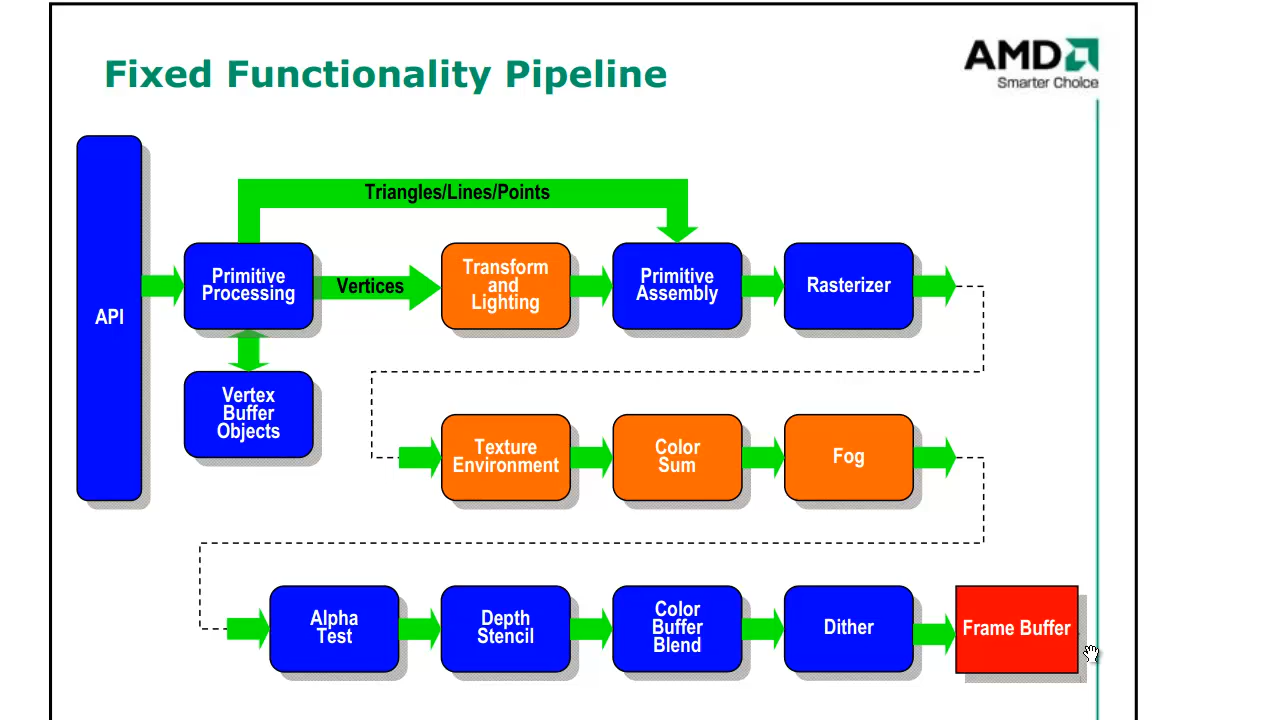 Fixed Functionality Pipeline
AMD
Smarter Choice
Triangles/Lines/Points
API
Primitive
Processing
Vertices
Transform
and
Lighting
Primitive
Assembly
Rasterizer
Vertex
Buffer
Objects
Texture
Environment
Color
Sum
Fog
Alpha
Test
Depth
Stencil
Color
Buffer
Blend
Dither
Frame Buffer